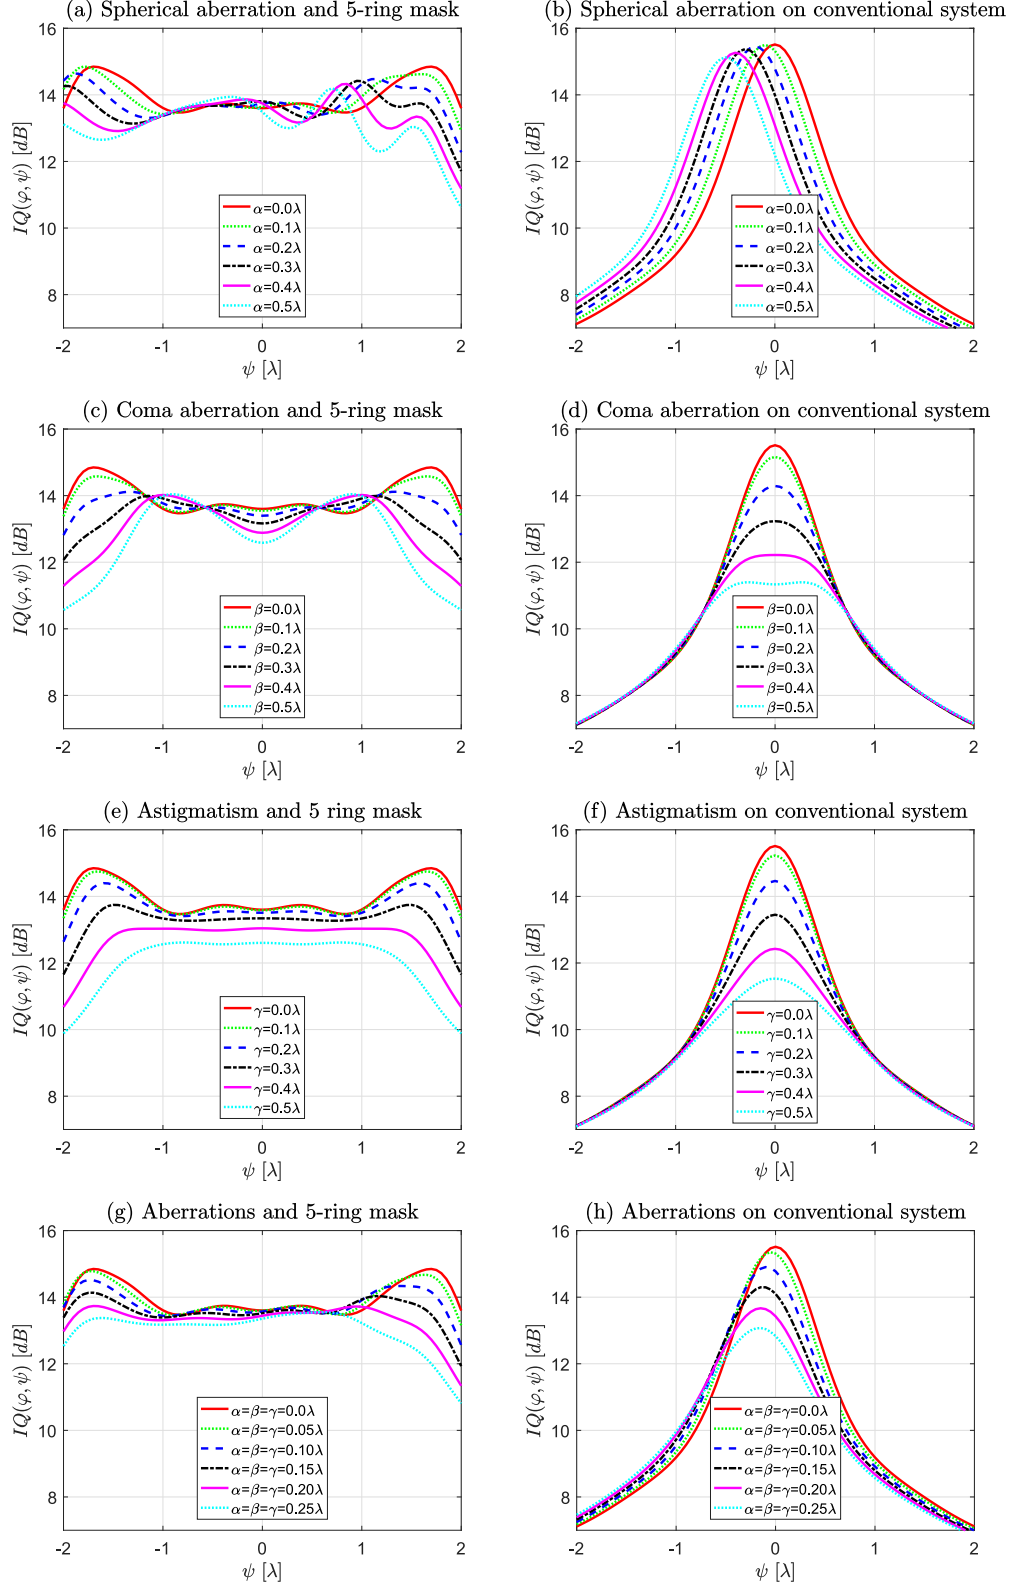 (a) Spherical aberration and 5-ring mask
16
14
12
10
8
IQ(φ, ψ) [dB]
α=0.0λ
α=0.1λ
α=0.2λ
α=0.3λ
α=0.4λ
α=0.5λ
-2 -1 0 1 2
ψ [λ]
(b) Spherical aberration on conventional system
16
14
12
10
8
IQ(φ, ψ) [dB]
α=0.0λ
α=0.1λ
α=0.2λ
α=0.3λ
α=0.4λ
α=0.5λ
-2 -1 0 1 2
ψ [λ]
(c) Coma aberration and 5-ring mask
16
14
12
10
8
IQ(φ, ψ) [dB]
β=0.0λ
β=0.1λ
β=0.2λ
β=0.3λ
β=0.4λ
β=0.5λ
-2 -1 0 1 2
ψ [λ]
(d) Coma aberration on conventional system
16
14
12
10
8
IQ(φ, ψ) [dB]
β=0.0λ
β=0.1λ
β=0.2λ
β=0.3λ
β=0.4λ
β=0.5λ
-2 -1 0 1 2
ψ [λ]
(e) Astigmatism and 5 ring mask
16
14
12
10
8
IQ(φ, ψ) [dB]
γ=0.0λ
γ=0.1λ
γ=0.2λ
γ=0.3λ
γ=0.4λ
γ=0.5λ
-2 -1 0 1 2
ψ [λ]
(f) Astigmatism on conventional system
16
14
12
10
8
IQ(φ, ψ) [dB]
γ=0.0λ
γ=0.1λ
γ=0.2λ
γ=0.3λ
γ=0.4λ
γ=0.5λ
-2 -1 0 1 2
ψ [λ]
(g) Aberrations and 5-ring mask
16
14
12
10
8
IQ(φ, ψ) [dB]
α=β=γ=0.0λ
α=β=γ=0.05λ
α=β=γ=0.10λ
α=β=γ=0.15λ
α=β=γ=0.20λ
α=β=γ=0.25λ
-2 -1 0 1 2
ψ [λ]
(h) Aberrations on conventional system
16
14
12
10
8
IQ(φ, ψ) [dB]
α=β=γ=0.0λ
α=β=γ=0.05λ
α=β=γ=0.10λ
α=β=γ=0.15λ
α=β=γ=0.20λ
α=β=γ=0.25λ
-2 -1 0 1 2
ψ [λ]